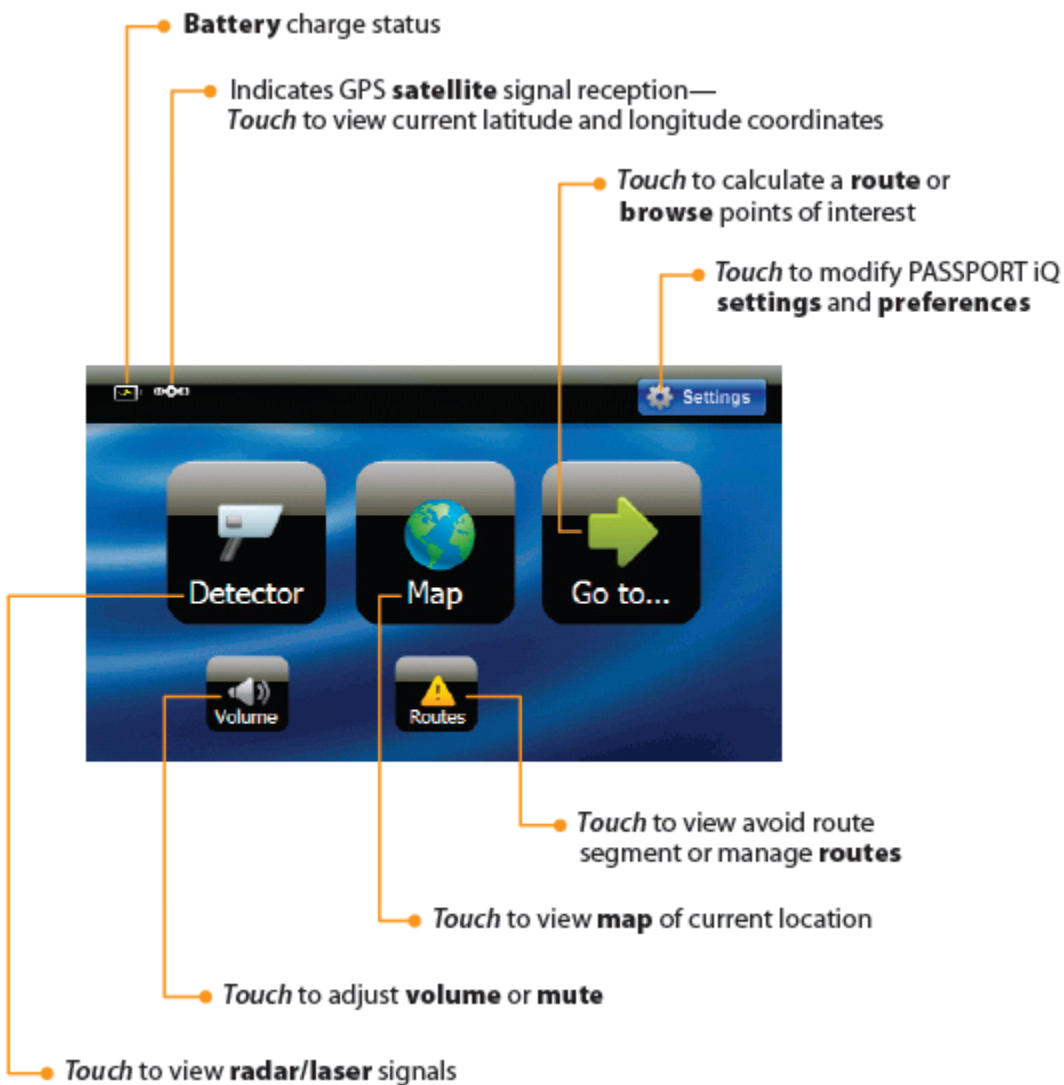 Battery charge status
Indicates GPS satellite signal reception—
Touch to view current latitude and longitude coordinates
Touch to calculate a route or
browse points of interest
Touch to modify PASSPORT iQ
settings and preferences
Settings
Detector
Map
Go to...
Volume
Routes
Touch to view avoid route
segment or manage routes
Touch to view map of current location
Touch to adjust volume or mute
Touch to view radar/laser signals